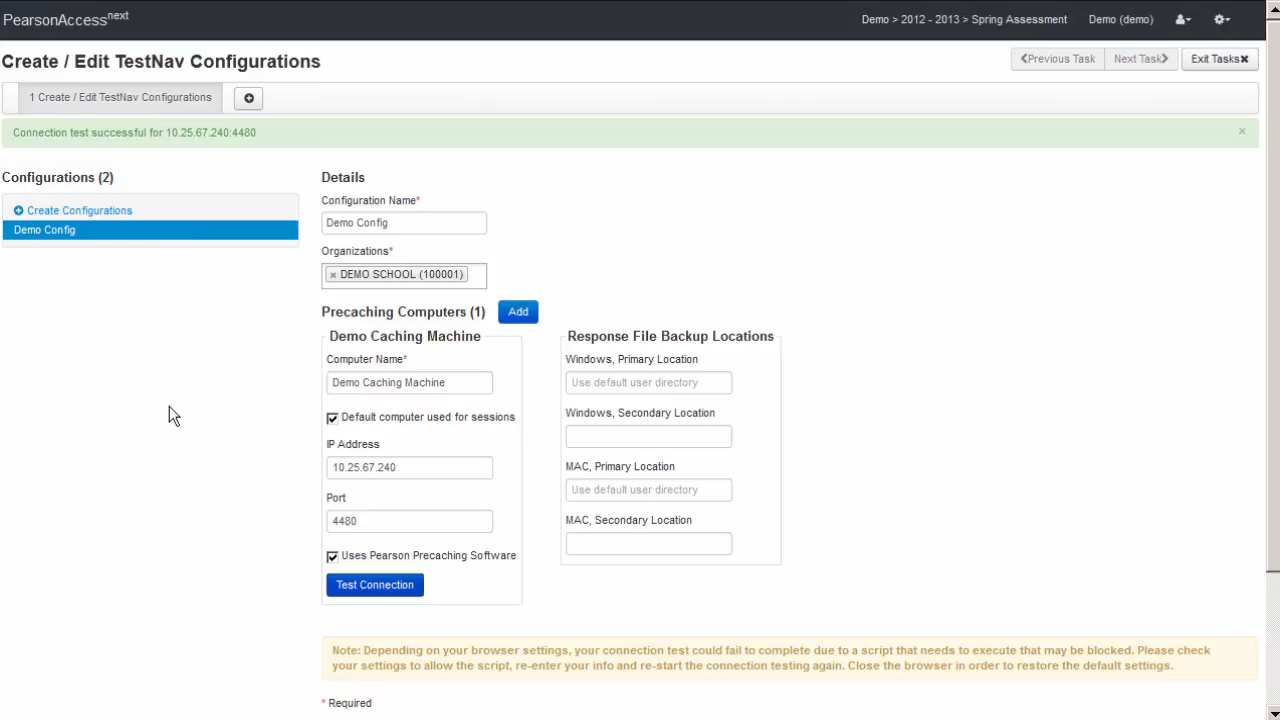 PearsonAccessnext
Demo > 2012 - 2013 > Spring Assessment
Demo (demo)
Create / Edit TestNav Configurations
Previous Task
Next Task
Exit Tasks
1 Create / Edit TestNav Configurations
Connection test successful for 10.25.67.240:4480
×
Configurations (2)
Create Configurations
Demo Config
Details
Configuration Name*
Demo Config
Organizations*
× DEMO SCHOOL (100001)
Precaching Computers (1)
Add
Demo Caching Machine
Computer Name*
Demo Caching Machine
Default computer used for sessions
IP Address
10.25.67.240
Port
4480
Uses Pearson Precaching Software
Test Connection
Response File Backup Locations
Windows, Primary Location
Use default user directory
Windows, Secondary Location
MAC, Primary Location
Use default user directory
MAC, Secondary Location
Note: Depending on your browser settings, your connection test could fail to complete due to a script that needs to execute that may be blocked. Please check
your settings to allow the script, re-enter your info and re-start the connection testing again. Close the browser in order to restore the default settings.
* Required